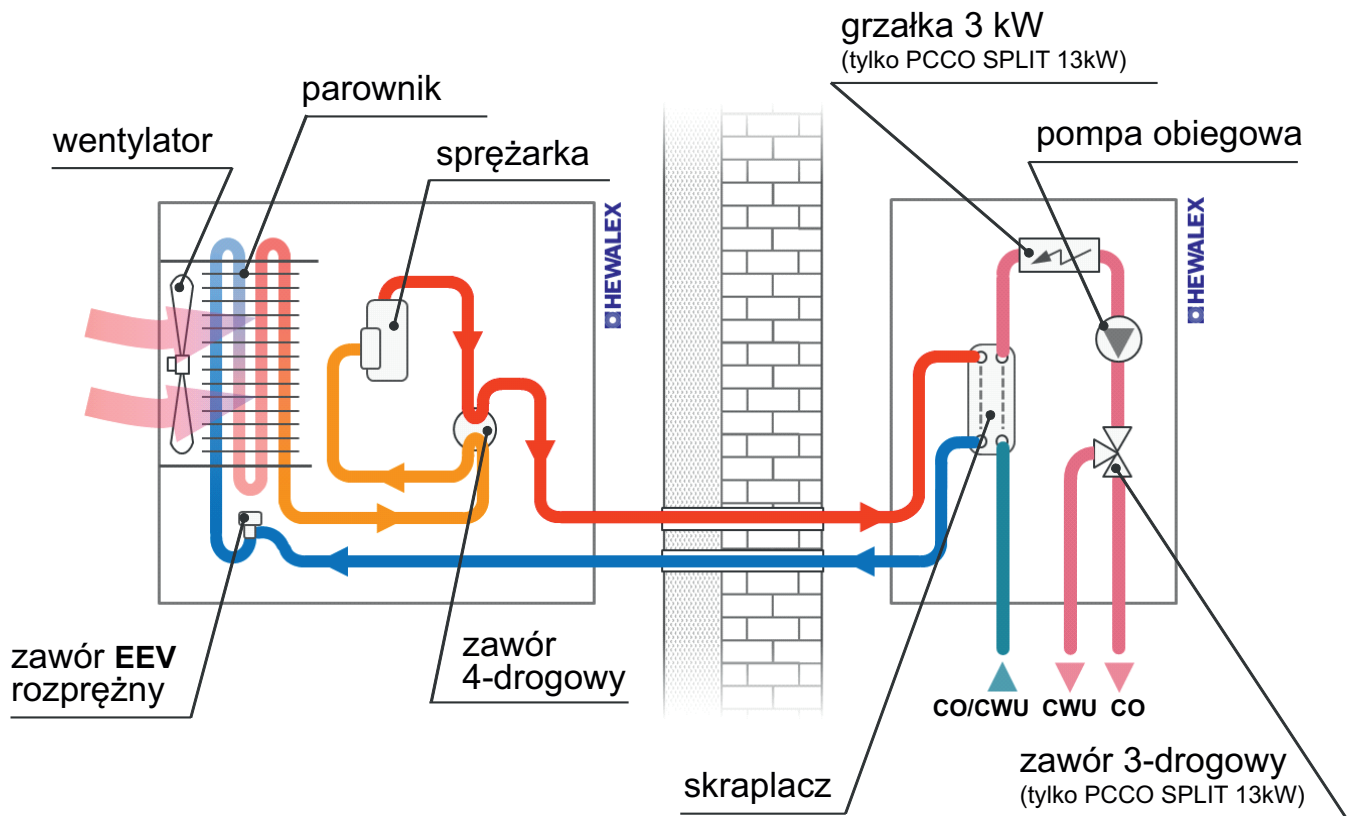 grzałka 3 kW
(tylko PCCO SPLIT 13kW)
parownik
wentylator
sprężarka
pompa obiegowa
HEWALEX
HEWALEX
zawór EEV
rozprężny
zawór
4-drogowy
CO/CWU CWU CO
skraplacz
zawór 3-drogowy
(tylko PCCO SPLIT 13kW)